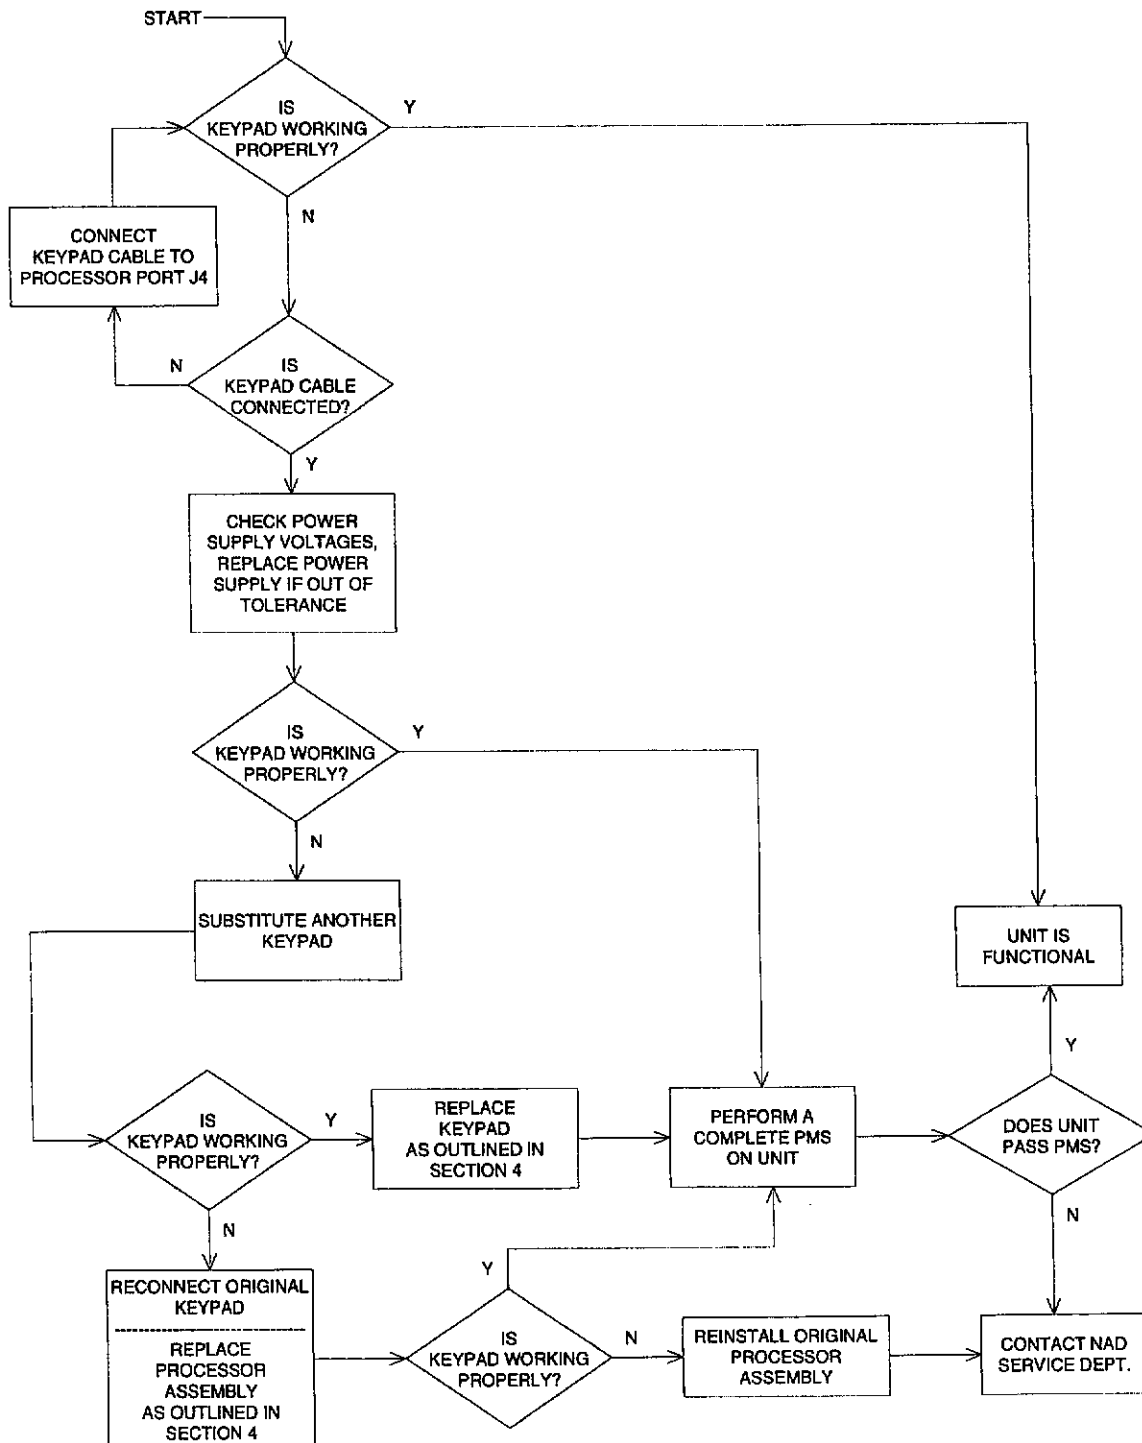 START
IS
KEYPAD WORKING
PROPERLY?
Y
N
CONNECT
KEYPAD CABLE TO
PROCESSOR PORT J4
N
IS
KEYPAD CABLE
CONNECTED?
Y
CHECK POWER
SUPPLY VOLTAGES,
REPLACE POWER
SUPPLY IF OUT OF
TOLERANCE
IS
KEYPAD WORKING
PROPERLY?
Y
N
SUBSTITUTE ANOTHER
KEYPAD
UNIT IS
FUNCTIONAL
Y
IS
KEYPAD WORKING
PROPERLY?
Y
REPLACE
KEYPAD
AS OUTLINED IN
SECTION 4
PERFORM A
COMPLETE PMS
ON UNIT
DOES UNIT
PASS PMS?
N
N
RECONNECT ORIGINAL
KEYPAD
REPLACE
PROCESSOR
ASSEMBLY
AS OUTLINED IN
SECTION 4
Y
IS
KEYPAD WORKING
PROPERLY?
N
REINSTALL ORIGINAL
PROCESSOR
ASSEMBLY
CONTACT NAD
SERVICE DEPT.